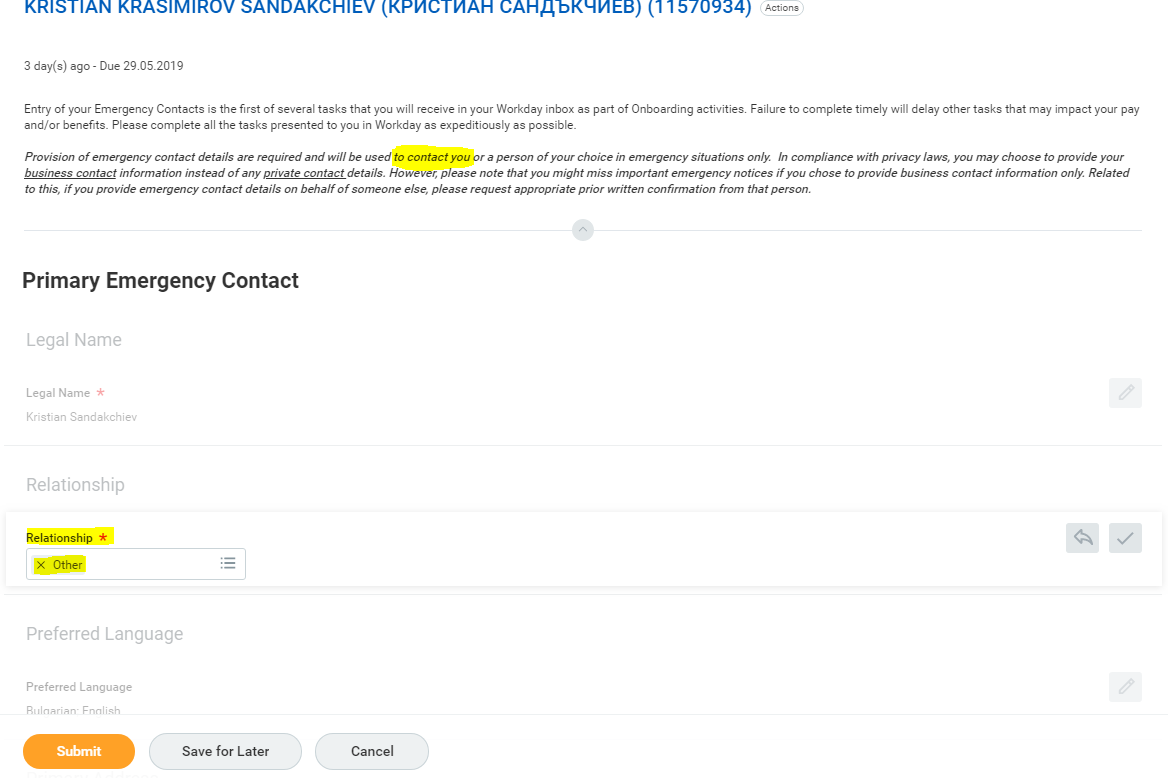 KRISTIAN KRASIMIROV SANDAKCHIEV (КРИСТИАН САНДЪКЧИЕВ) (11570934) Actions
3 day(s) ago - Due 29.05.2019
Entry of your Emergency Contacts is the first of several tasks that you will receive in your Workday inbox as part of Onboarding activities. Failure to complete timely will delay other tasks that may impact your pay
and/or benefits. Please complete all the tasks presented to you in Workday as expeditiously as possible.
Provision of emergency contact details are required and will be used to contact you or a person of your choice in emergency situations only. In compliance with privacy laws, you may choose to provide your
business contact information instead of any private contact details. However, please note that you might miss important emergency notices if you chose to provide business contact information only. Related
to this, if you provide emergency contact details on behalf of someone else, please request appropriate prior written confirmation from that person.
Primary Emergency Contact
Legal Name
Legal Name *
Kristian Sandakchiev
Relationship
Relationship *
× Other
Preferred Language
Preferred Language
Bulgarian; English
Submit Save for Later Cancel